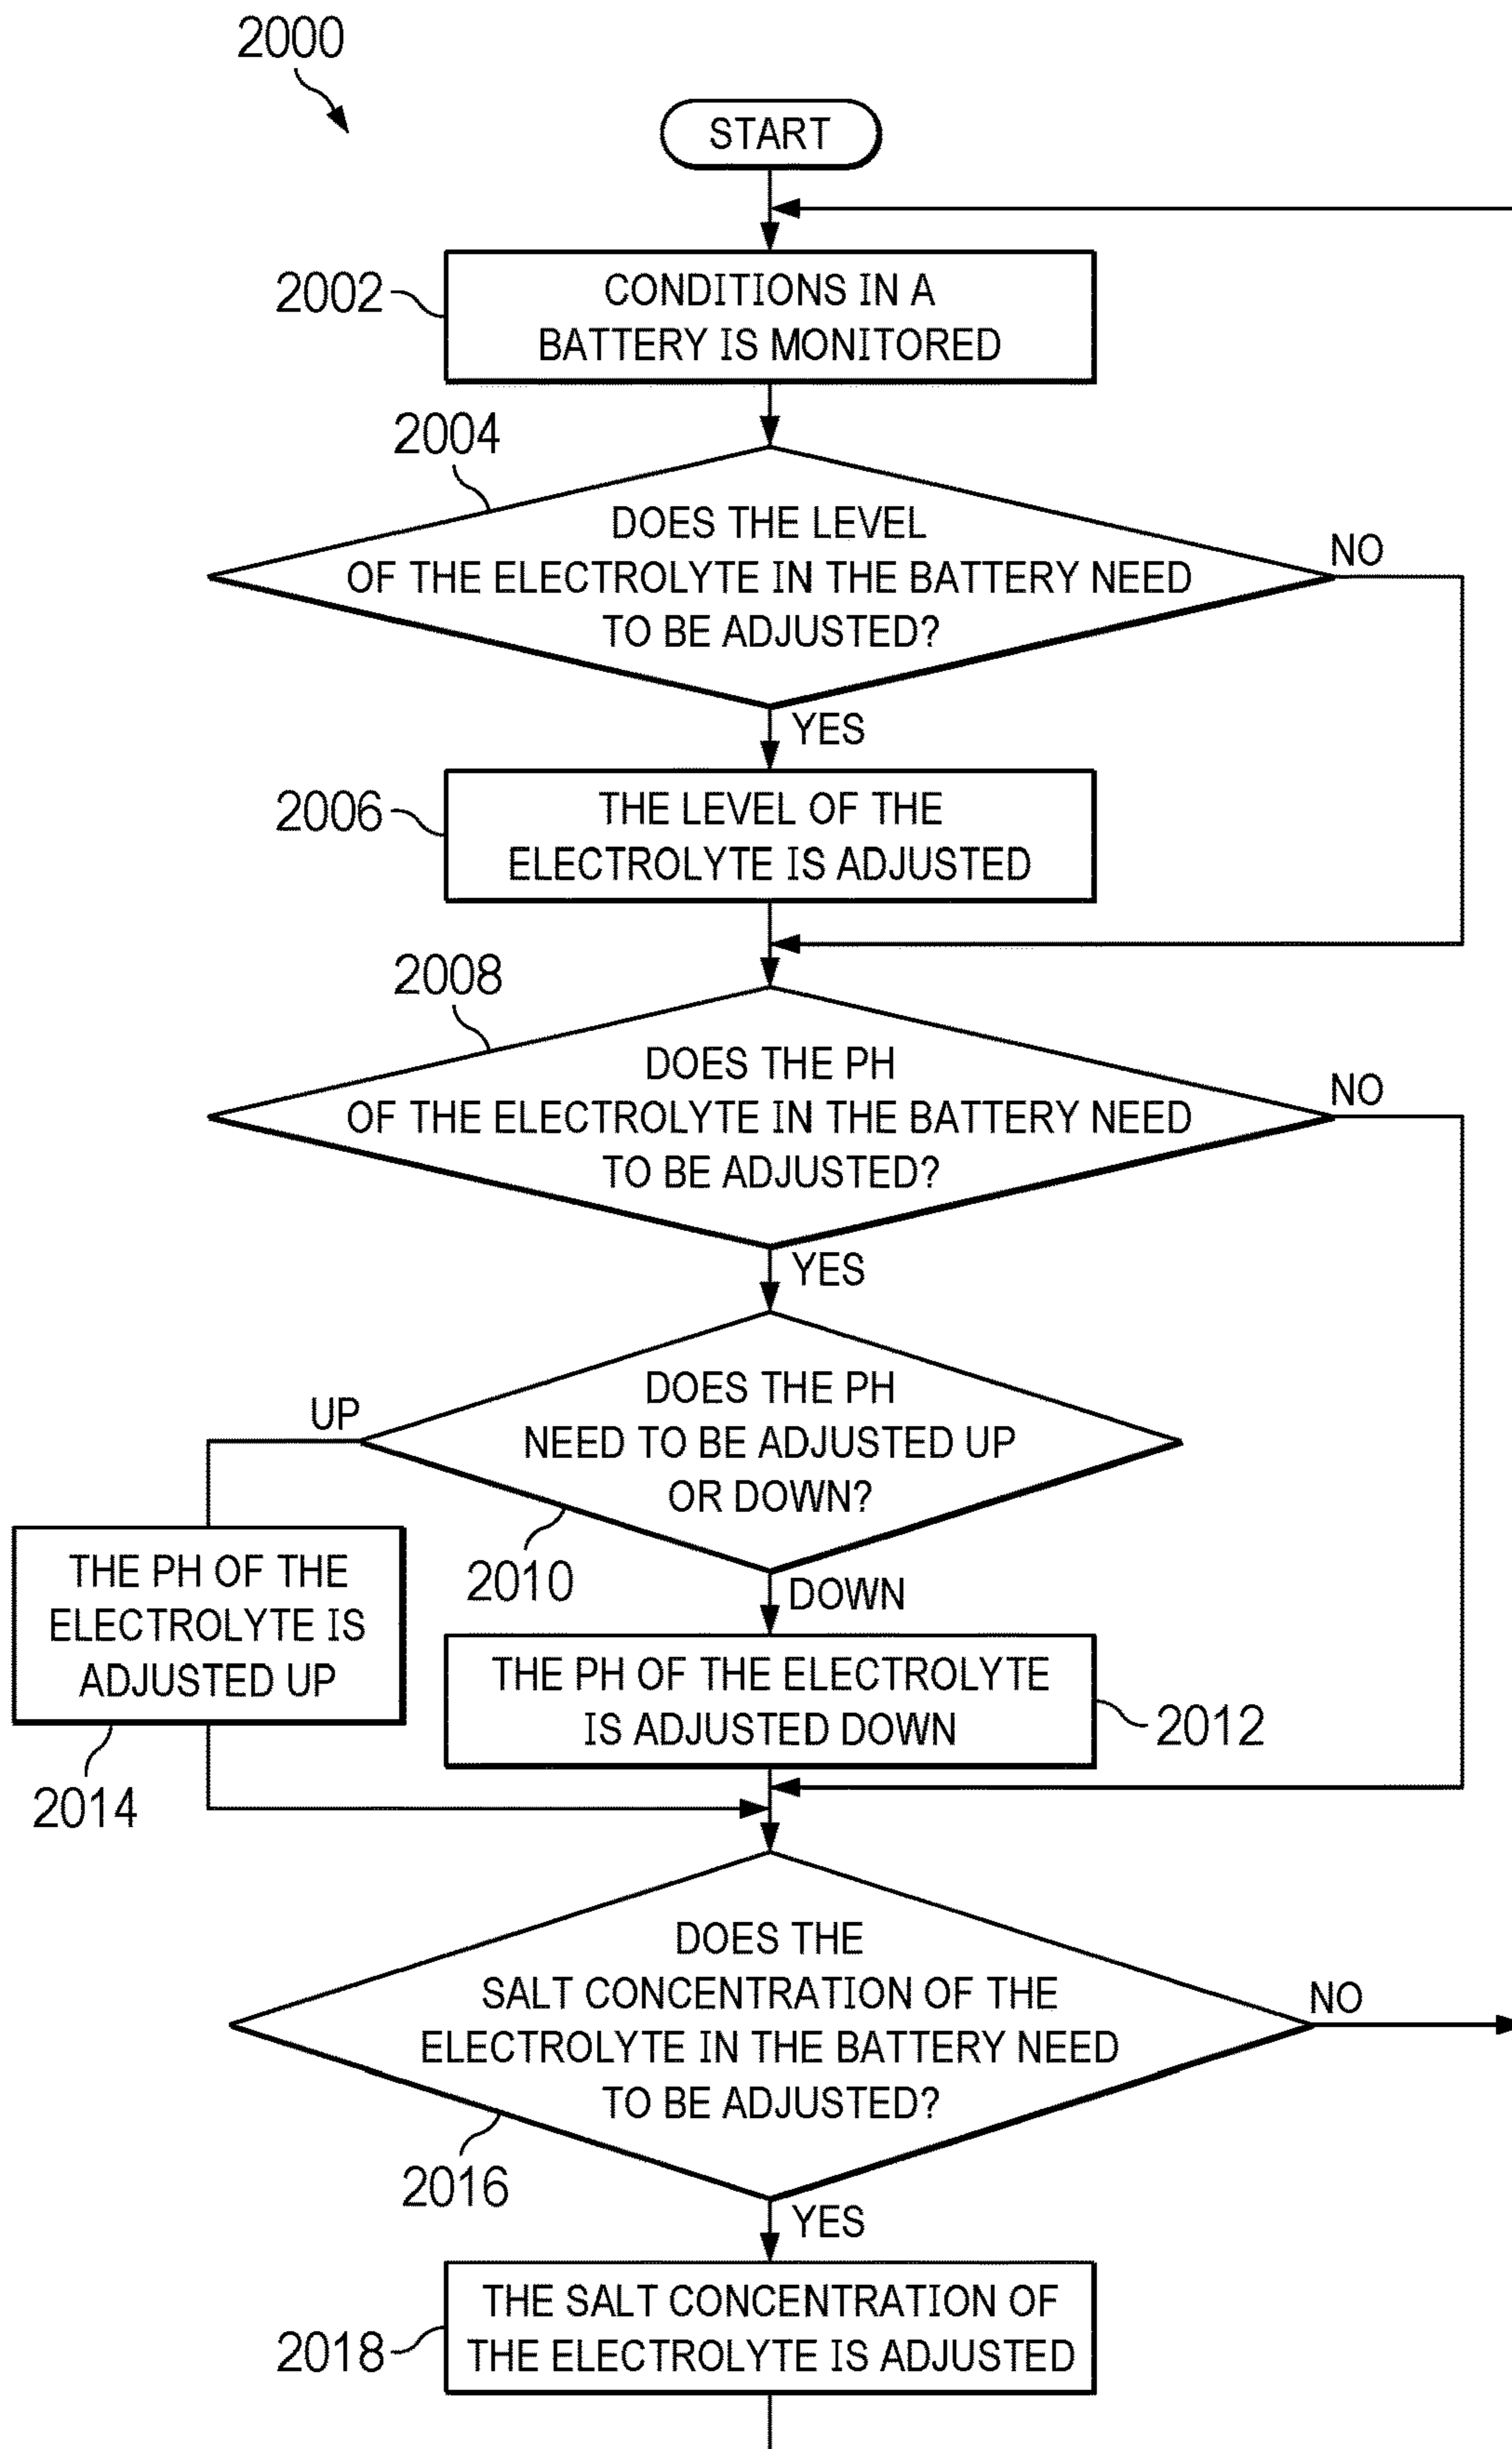 2000
START
2002
CONDITIONS IN A
BATTERY IS MONITORED
2004
DOES THE LEVEL
OF THE ELECTROLYTE IN THE BATTERY NEED
TO BE ADJUSTED?
NO
YES
2006
THE LEVEL OF THE
ELECTROLYTE IS ADJUSTED
2008
DOES THE PH
OF THE ELECTROLYTE IN THE BATTERY NEED
TO BE ADJUSTED?
NO
YES
DOES THE PH
NEED TO BE ADJUSTED UP
OR DOWN?
UP
2010
DOWN
THE PH OF THE
ELECTROLYTE IS
ADJUSTED UP
2014
THE PH OF THE ELECTROLYTE
IS ADJUSTED DOWN
2012
DOES THE
SALT CONCENTRATION OF THE
ELECTROLYTE IN THE BATTERY NEED
TO BE ADJUSTED?
NO
2016
YES
2018
THE SALT CONCENTRATION OF
THE ELECTROLYTE IS ADJUSTED